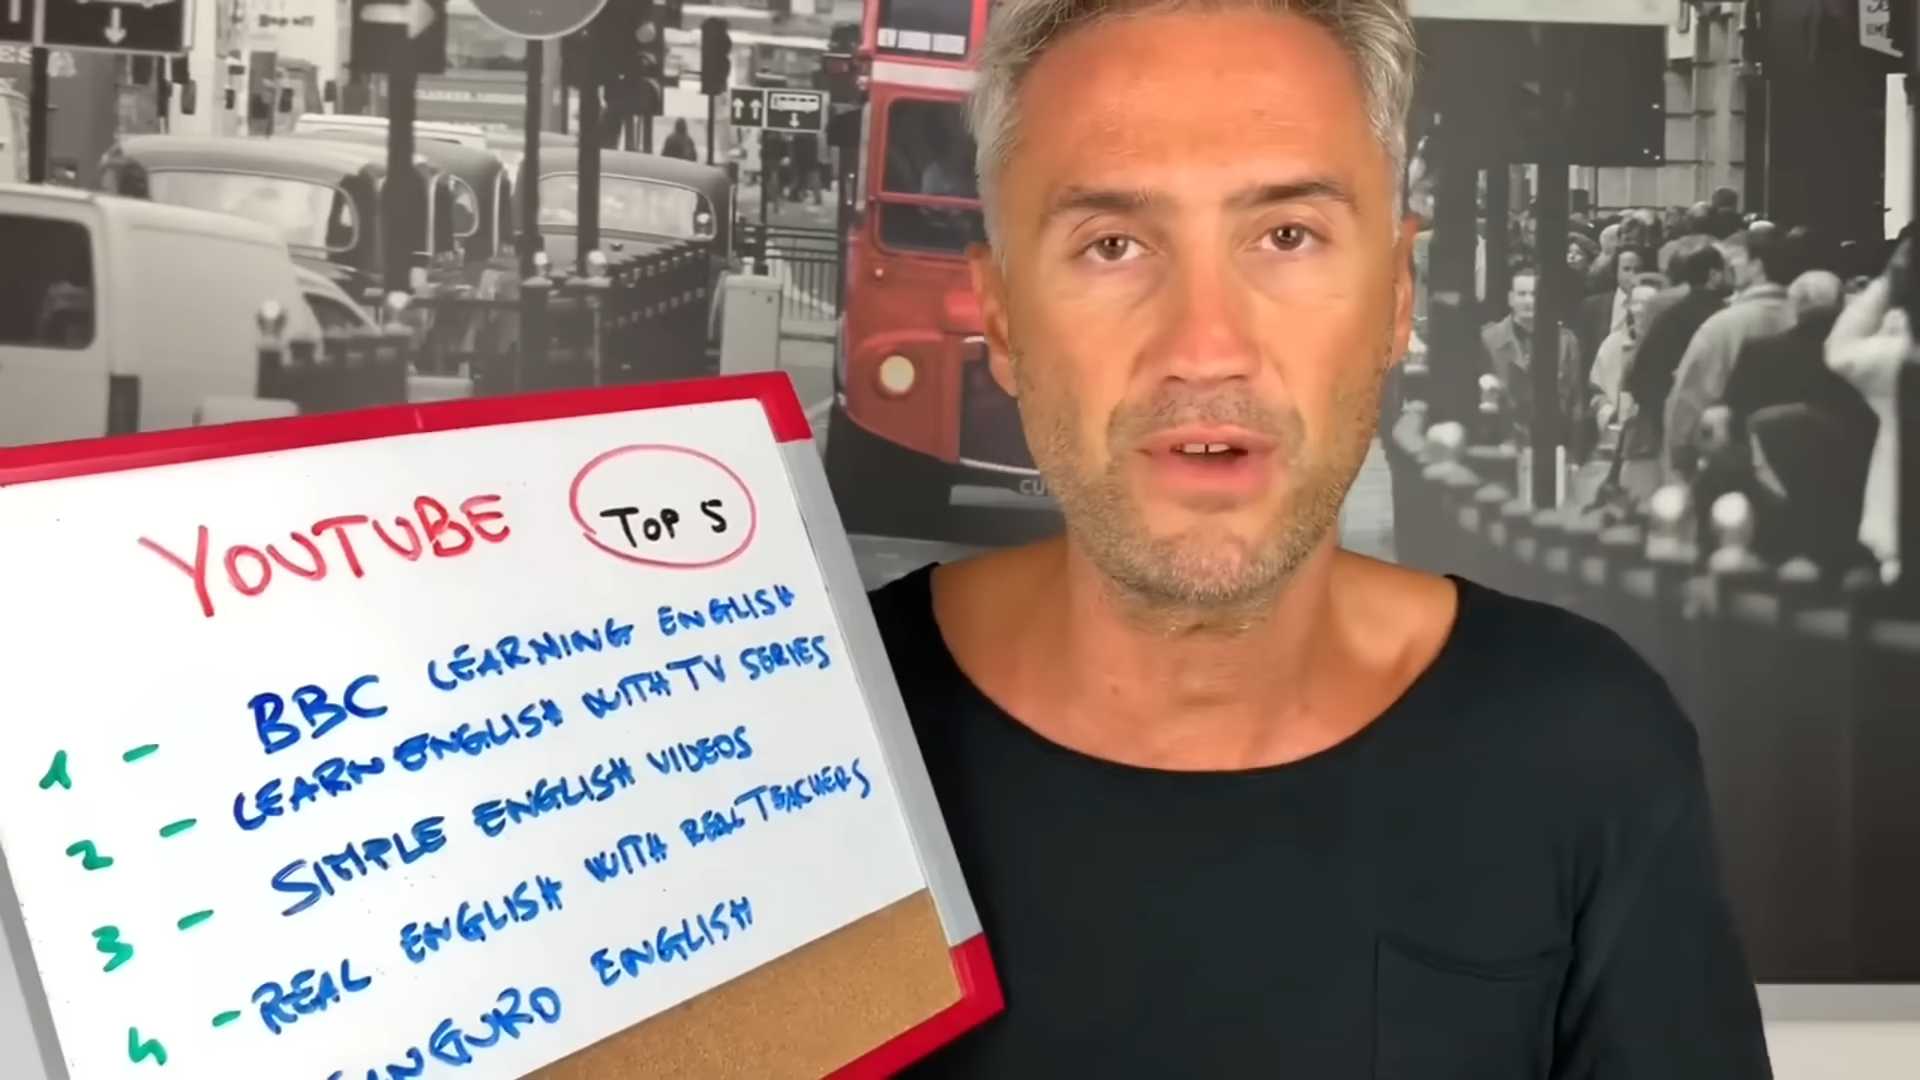 YOUTUBE TOP 5
1 - BBC LEARNING ENGLISH
2 - LEARN ENGLISH WITH TV SERIES
3 - SIMPLE ENGLISH VIDEOS
4 - REAL ENGLISH WITH REAL TEACHERS
ENGLISH